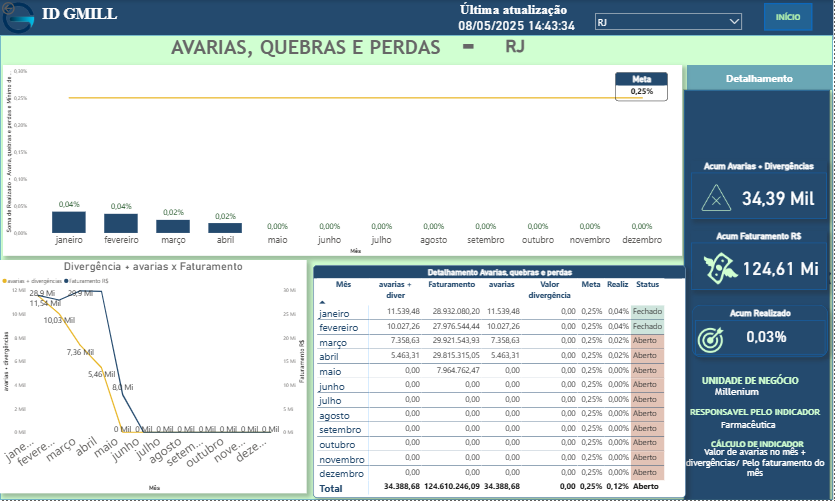 ID GMILL
Última atualização
08/05/2025 14:43:34
RJ
INÍCIO
AVARIAS, QUEBRAS E PERDAS - RJ
Soma de Realizado - Avaria, quebras e perdas e Mínimo de ...
0,30%
0,25%
0,20%
0,15%
0,10%
0,05%
0,00%
Meta
0,25%
0,04% 0,04% 0,02% 0,02% 0,00% 0,00% 0,00% 0,00% 0,00% 0,00% 0,00% 0,00%
janeiro fevereiro março abril maio junho julho agosto setembro outubro novembro dezembro
Mês
Divergência + avarias x Faturamento
avarias + divergências faturamento R$
avarias + divergências
12 Mil
10 Mil
8 Mil
6 Mil
4 Mil
2 Mil
0 Mil
28,9 Mi
29,9 Mi
11,54 Mil
10,03 Mil
7,36 Mil
5,46 Mil
8,0 Mi
0 Mil 0 Mil 0 Mil 0 Mil 0 Mil 0 Mil 0 Mil 0 Mil
30 Mi
25 Mi
20 Mi
15 Mi
10 Mi
5 Mi
0 Mi
Faturamento R$
jane... fevere... março abril maio junho julho agosto setem... outubro nove... deze...
Mês
Detalhamento Avarias, quebras e perdas
Mês avarias + diver Faturamento avarias Valor divergência Meta Realiz Status
janeiro 11.539,48 28.932.080,20 11.539,48 0,00 0,25% 0,04% Fechado
fevereiro 10.027,26 27.976.544,44 10.027,26 0,00 0,25% 0,04% Fechado
março 7.358,63 29.921.543,93 7.358,63 0,00 0,25% 0,02% Aberto
abril 5.463,31 29.815.315,05 5.463,31 0,00 0,25% 0,02% Aberto
maio 0,00 7.964.762,47 0,00 0,25% 0,00% Aberto
junho 0,00 0,00 0,00 0,25% 0,00% Aberto
julho 0,00 0,00 0,00 0,25% 0,00% Aberto
agosto 0,00 0,00 0,00 0,25% 0,00% Aberto
setembro 0,00 0,00 0,00 0,25% 0,00% Aberto
outubro 0,00 0,00 0,00 0,25% 0,00% Aberto
novembro 0,00 0,00 0,00 0,25% 0,00% Aberto
dezembro 0,00 0,00 0,00 0,25% 0,00% Aberto
Total 34.388,68 124.610.246,09 34.388,68 0,00 0,25% 0,12% Aberto
Detalhamento
Acum Avarias + Divergências
34,39 Mil
Acum Faturamento R$
124,61 Mi
Acum Realizado
0,03%
UNIDADE DE NEGÓCIO
Millenium
RESPONSAVEL PELO INDICADOR
Farmacêutica
CÁLCULO DE INDICADOR
Valor de avarias no mês +
divergências/ Pelo faturamento do
mês